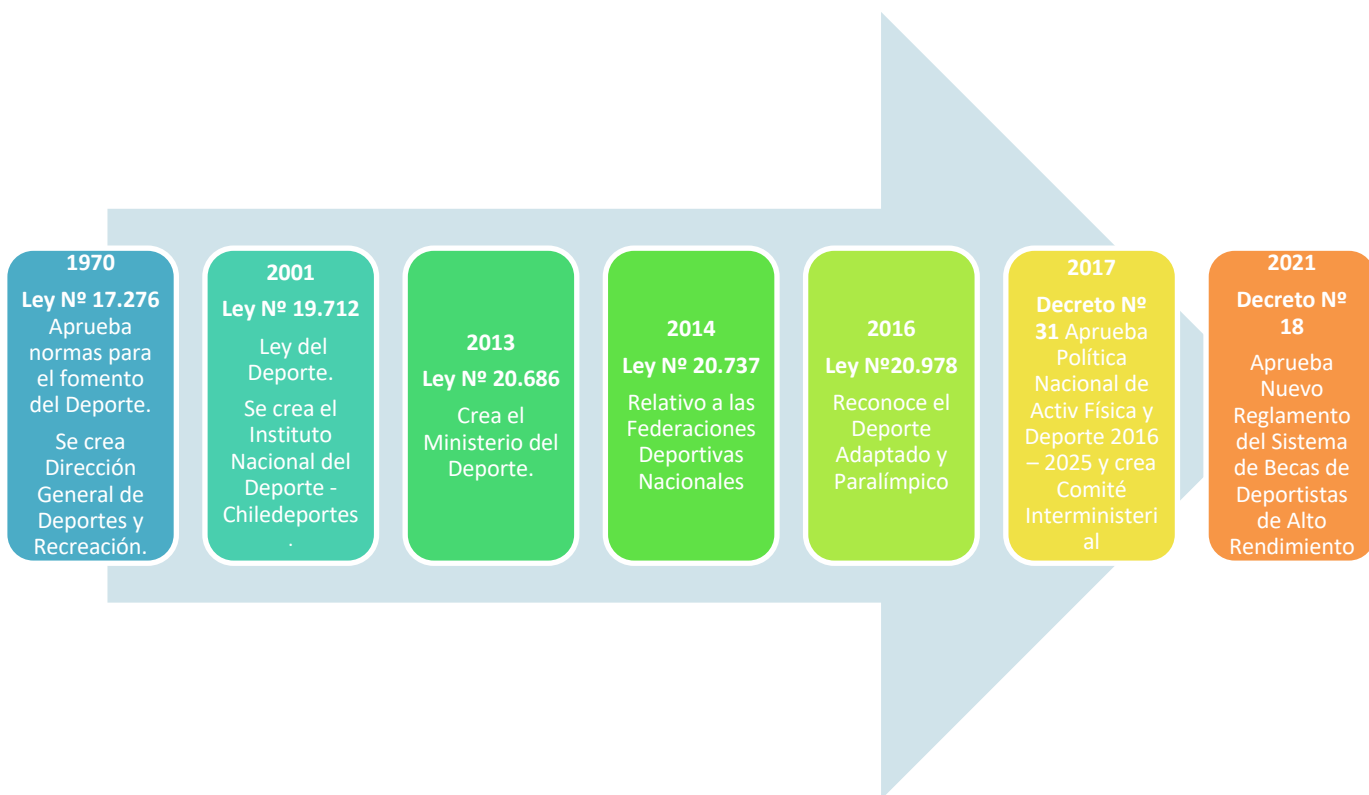 1970
Ley Nº 17.276
Aprueba
normas para
el fomento
del Deporte.
Se crea
Dirección
General de
Deportes y
Recreación.
2001
Ley Nº 19.712
Ley del
Deporte.
Se crea el
Instituto
Nacional del
Deporte -
Chiledeportes
.
2013
Ley Nº 20.686
Crea el
Ministerio del
Deporte.
2014
Ley Nº 20.737
Relativo a las
Federaciones
Deportivas
Nacionales
2016
Ley Nº20.978
Reconoce el
Deporte
Adaptado y
Paralímpico
2017
Decreto Nº
31 Aprueba
Política
Nacional de
Activ Física y
Deporte 2016
– 2025 y crea
Comité
Interministeri
al
2021
Decreto Nº
18
Aprueba
Nuevo
Reglamento
del Sistema
de Becas de
Deportistas
de Alto
Rendimiento